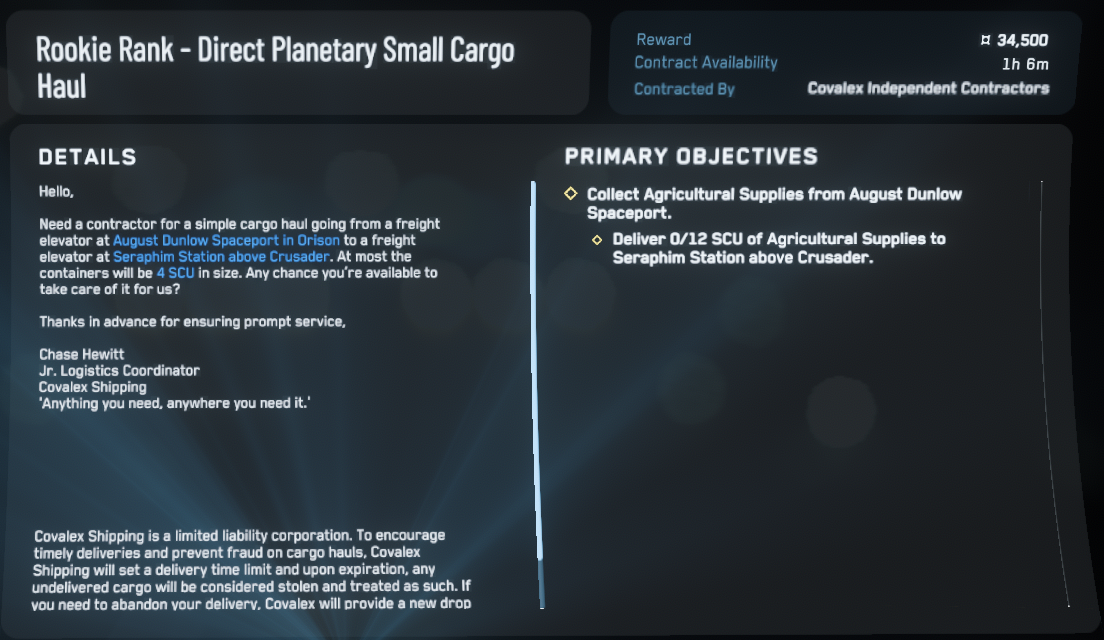 Rookie Rank - Direct Planetary Small Cargo
Haul
Reward
¤ 34,500
Contract Availability
1h 6m
Contracted By
Covalex Independent Contractors
DETAILS
Hello,
Need a contractor for a simple cargo haul going from a freight
elevator at August Dunlow Spaceport in Orison to a freight
elevator at Seraphim Station above Crusader. At most the
containers will be 4 SCU in size. Any chance you're available to
take care of it for us?
Thanks in advance for ensuring prompt service,
Chase Hewitt
Jr. Logistics Coordinator
Covalex Shipping
'Anything you need, anywhere you need it.'
Covalex Shipping is a limited liability corporation. To encourage
timely deliveries and prevent fraud on cargo hauls, Covalex
Shipping will set a delivery time limit and upon expiration, any
undelivered cargo will be considered stolen and treated as such. If
you need to abandon your delivery, Covalex will provide a new drop
PRIMARY OBJECTIVES
Collect Agricultural Supplies from August Dunlow
Spaceport.
Deliver 0/12 SCU of Agricultural Supplies to
Seraphim Station above Crusader.